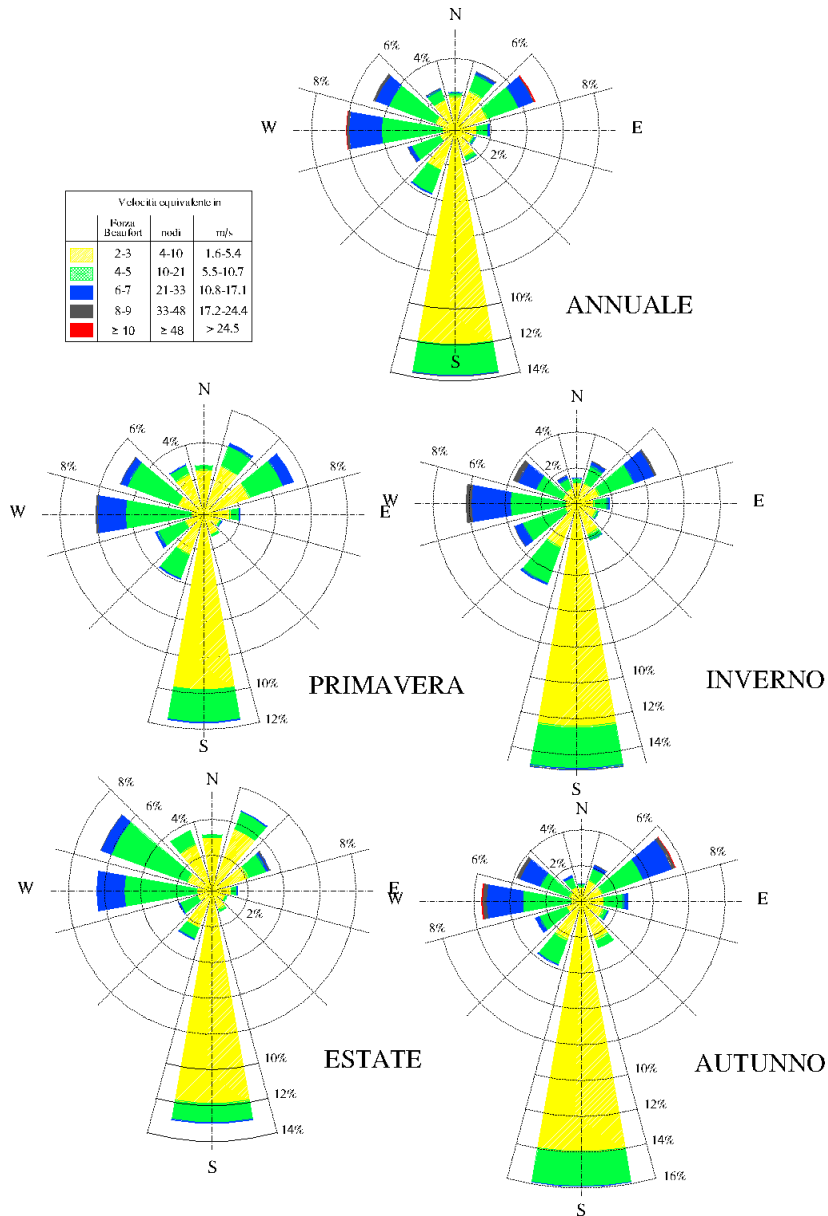 N
6%
6%
4%
8%
8%
W
E
2%
10%
12%
S
14%
ANNUALE
Velocità equivalente in
Forza Beaufort nodi m/s
2-3 4-10 1.6-5.4
4-5 10-21 5.5-10.7
6-7 21-33 10.8-17.1
8-9 33-48 17.2-24.4
≥ 10 ≥ 48 > 24.5
N
4%
6%
8%
8%
W
E
10%
12%
S
PRIMAVERA
N
4%
6%
2%
8%
6%
8%
W
E
10%
12%
14%
S
INVERNO
N
8%
6%
4%
8%
W
E
2%
10%
12%
14%
S
ESTATE
N
4%
6%
2%
6%
8%
W
E
8%
10%
12%
14%
16%
S
AUTUNNO